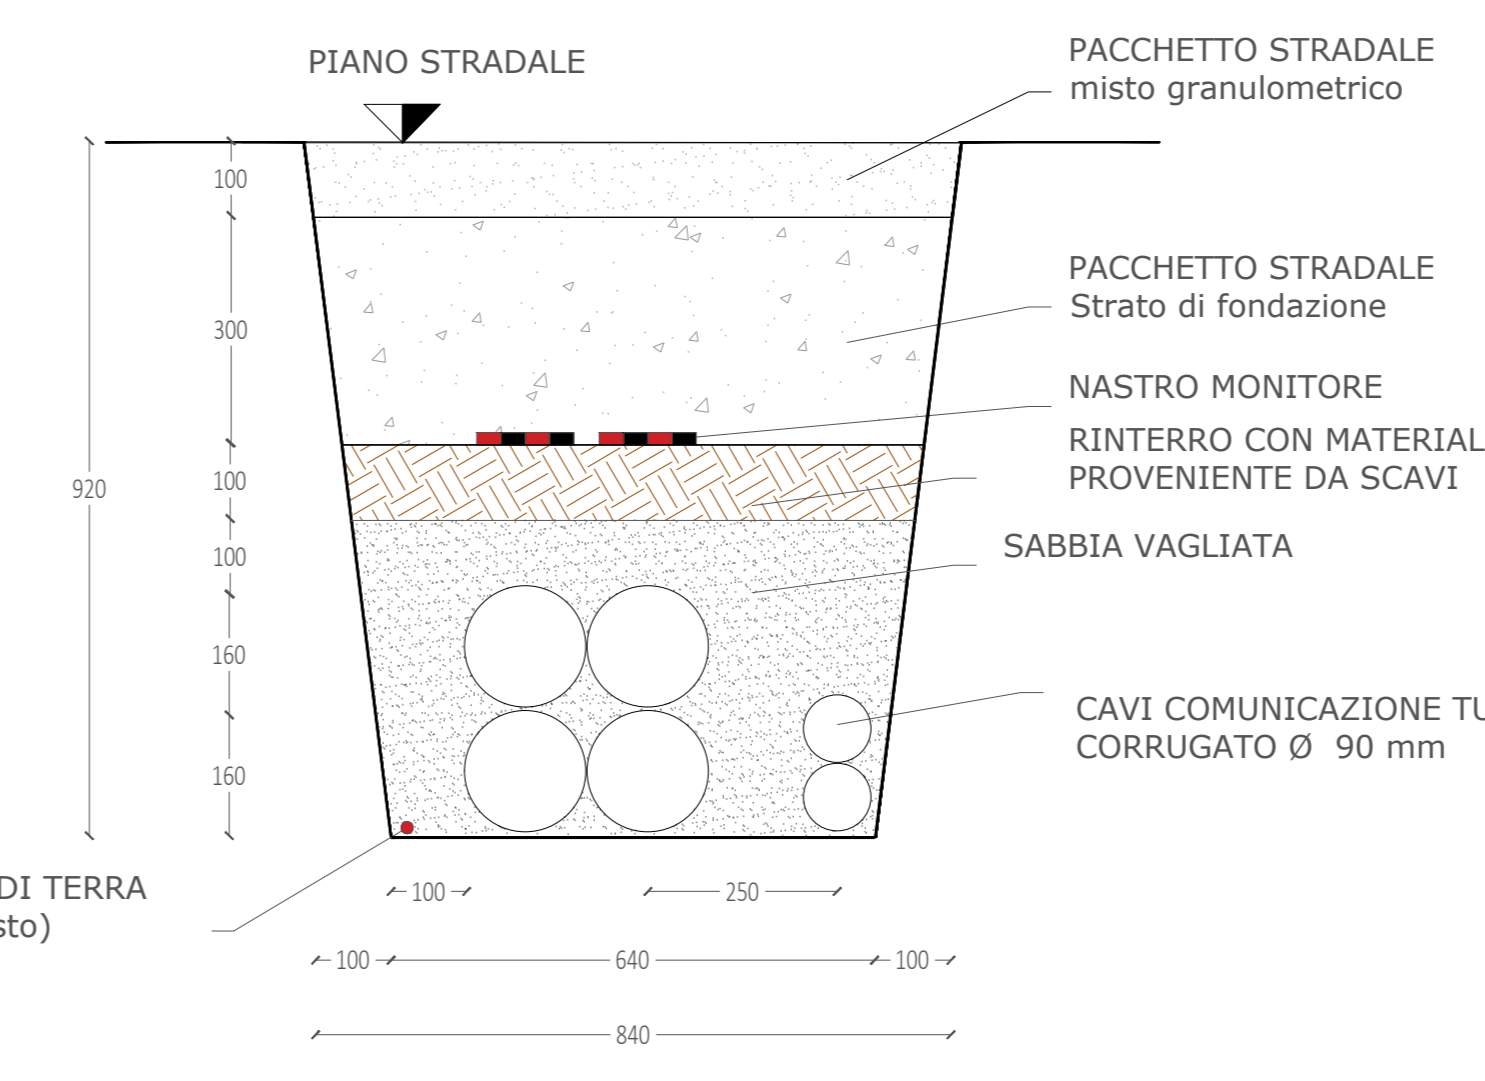 PIANO STRADALE
PACCHETTO STRADALE
misto granulometrico
100
PACCHETTO STRADALE
Strato di fondazione
300
NASTRO MONITORE
RINTERRO CON MATERIAL
PROVENIENTE DA SCAVI
920
100
SABBIA VAGLIATA
100
160
CAVI COMUNICAZIONE TU
CORRUGATO Ø 90 mm
160
DI TERRA
sto)
100
250
100
640
100
840